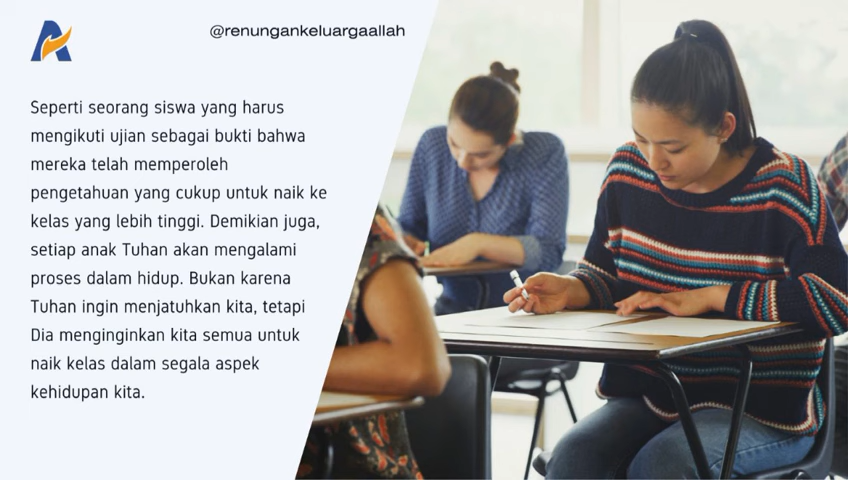 @renungankeluargaallah
Seperti seorang siswa yang harus
mengikuti ujian sebagai bukti bahwa
mereka telah memperoleh
pengetahuan yang cukup untuk naik ke
kelas yang lebih tinggi. Demikian juga,
setiap anak Tuhan akan mengalami
proses dalam hidup. Bukan karena
Tuhan ingin menjatuhkan kita, tetapi
Dia menginginkan kita semua untuk
naik kelas dalam segala aspek
kehidupan kita.